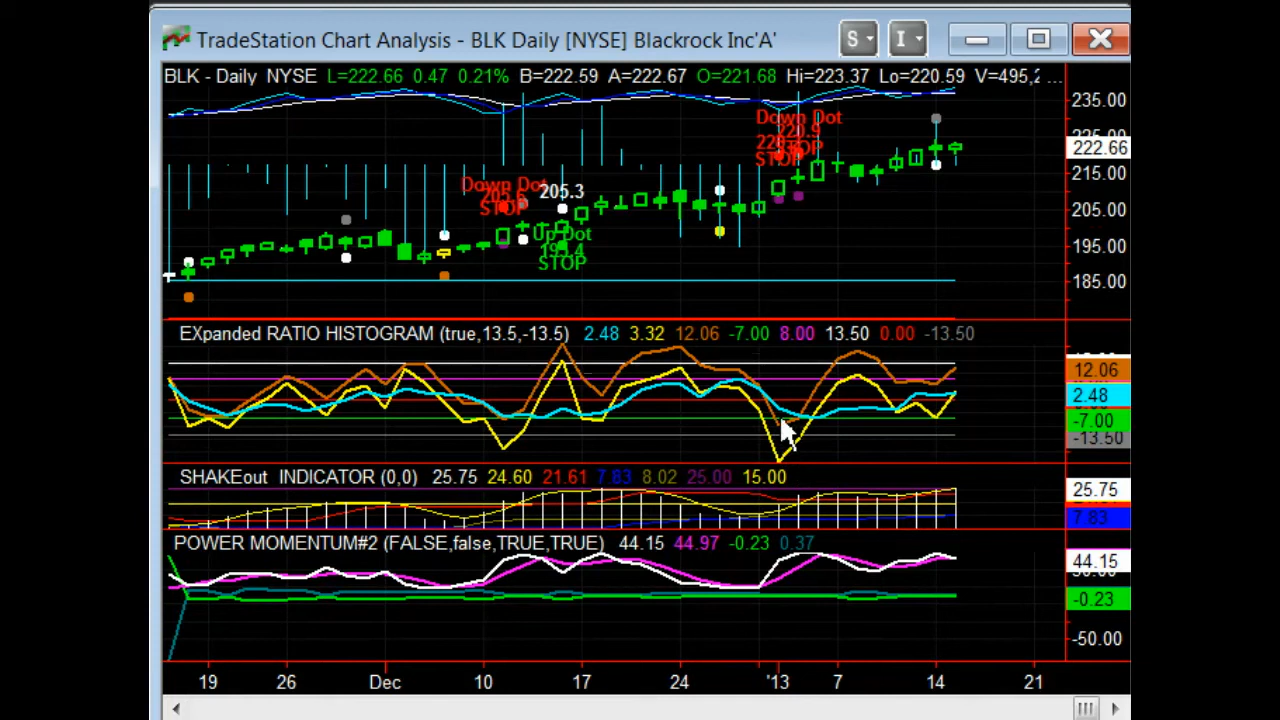 TradeStation Chart Analysis - BLK Daily [NYSE] Blackrock Inc'A'
S
I
BLK - Daily NYSE L=222.66 0.47 0.21% B=222.59 A=222.67 O=221.68 Hi=223.37 Lo=220.59 V=495,2 ...
235.00
225.00
222.66
215.00
205.00
195.00
185.00
Down Dot
STOP
205.3
Up Dot
STOP
Down Dot
STOP
EXpanded RATIO HISTOGRAM (true,13.5,-13.5) 2.48 3.32 12.06 -7.00 8.00 13.50 0.00 -13.50
12.06
2.48
-7.00
-13.50
SHAKEout INDICATOR (0,0) 25.75 24.60 21.61 7.83 8.02 25.00 15.00
25.75
7.83
POWER MOMENTUM#2 (FALSE,false,TRUE,TRUE) 44.15 44.97 -0.23 0.37
44.15
-0.23
-50.00
19 26 Dec 10 17 24 '13 7 14 21